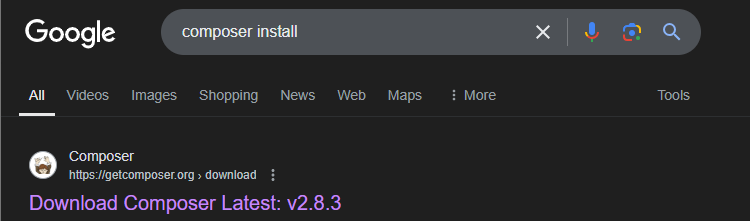 Google
composer install
All Videos Images Shopping News Web Maps More Tools
Composer
https://getcomposer.org › download
Download Composer Latest: v2.8.3